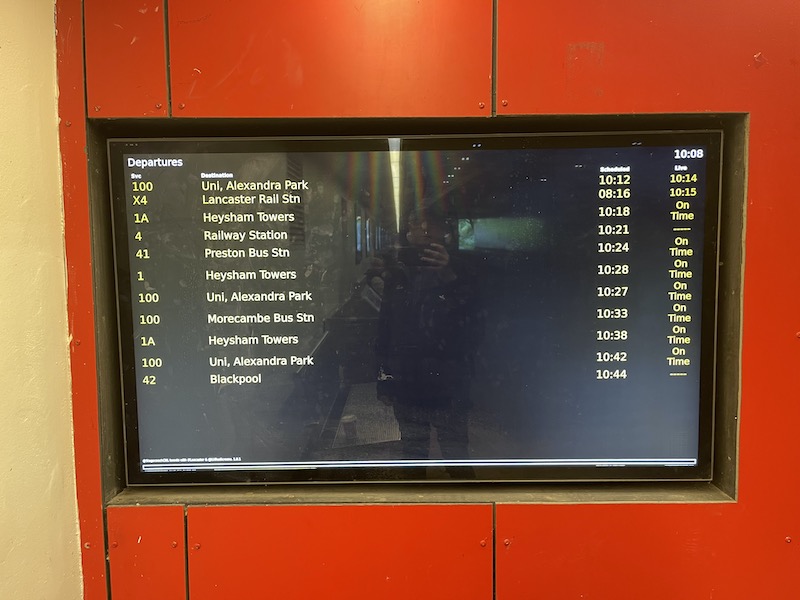 Departures 10:08
Svc Destination Scheduled Live
100 Uni, Alexandra Park 10:12 10:14
X4 Lancaster Rail Stn 08:16 10:15
1A Heysham Towers 10:18 On Time
4 Railway Station 10:21 -----
41 Preston Bus Stn 10:24 On Time
1 Heysham Towers 10:28 On Time
100 Uni, Alexandra Park 10:27 On Time
100 Morecambe Bus Stn 10:33 On Time
1A Heysham Towers 10:38 On Time
100 Uni, Alexandra Park 10:42 On Time
42 Blackpool 10:44 -----